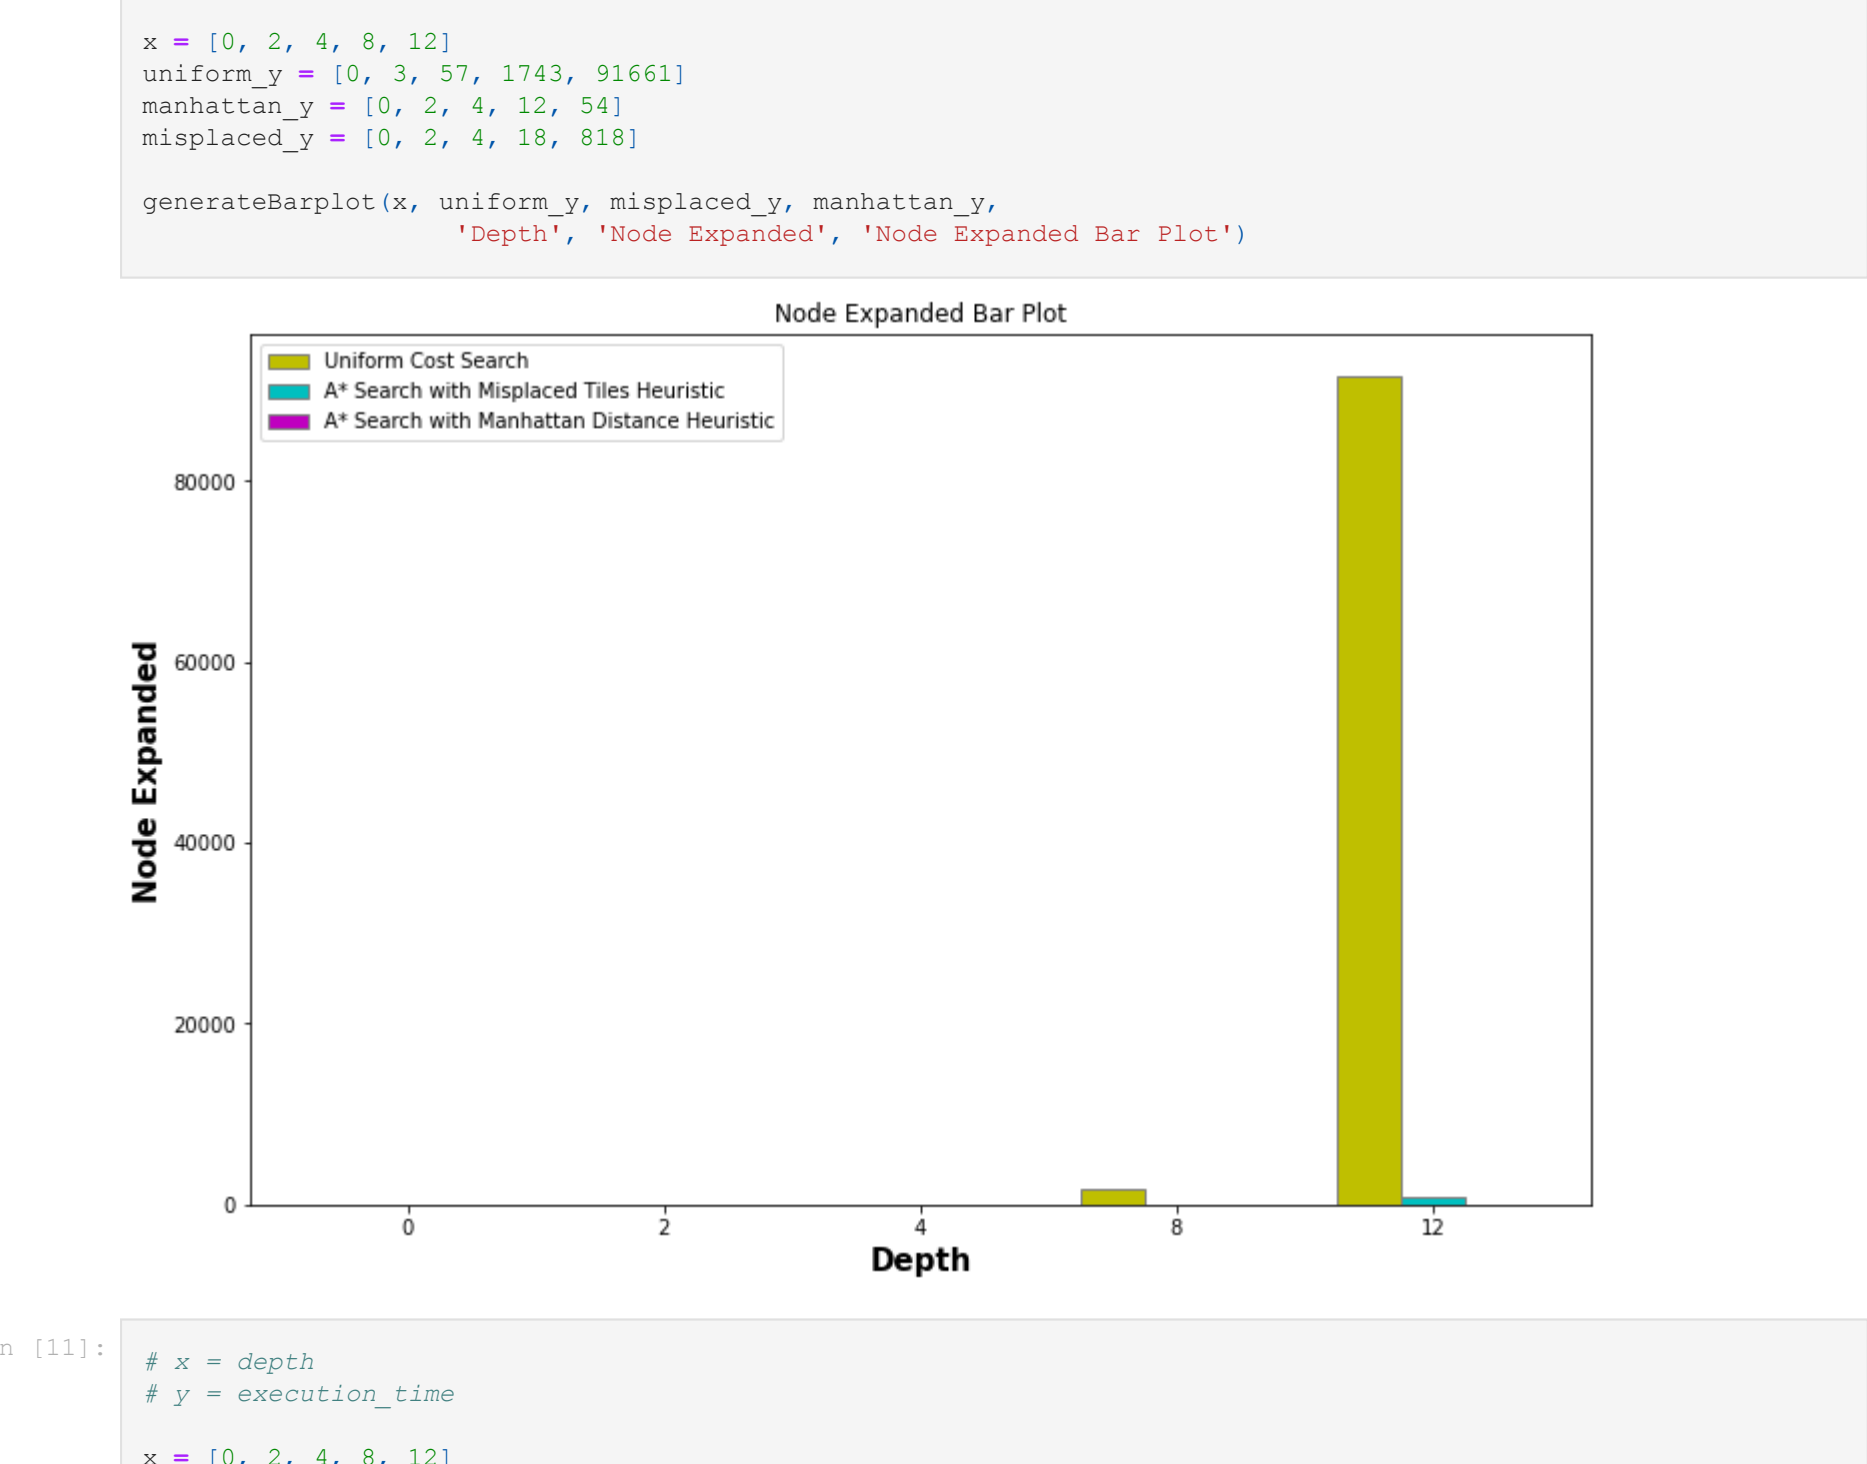 x = [0, 2, 4, 8, 12]
uniform_y = [0, 3, 57, 1743, 91661]
manhattan_y = [0, 2, 4, 12, 54]
misplaced_y = [0, 2, 4, 18, 818]
generateBarplot(x, uniform_y, misplaced_y, manhattan_y,
'Depth', 'Node Expanded', 'Node Expanded Bar Plot')
Node Expanded Bar Plot
Uniform Cost Search
A* Search with Misplaced Tiles Heuristic
A* Search with Manhattan Distance Heuristic
80000
60000
40000
20000
0
Node Expanded
0 2 4 8 12
Depth
n [11]:
# x = depth
# y = execution_time
x = [0, 2, 4, 8, 12]